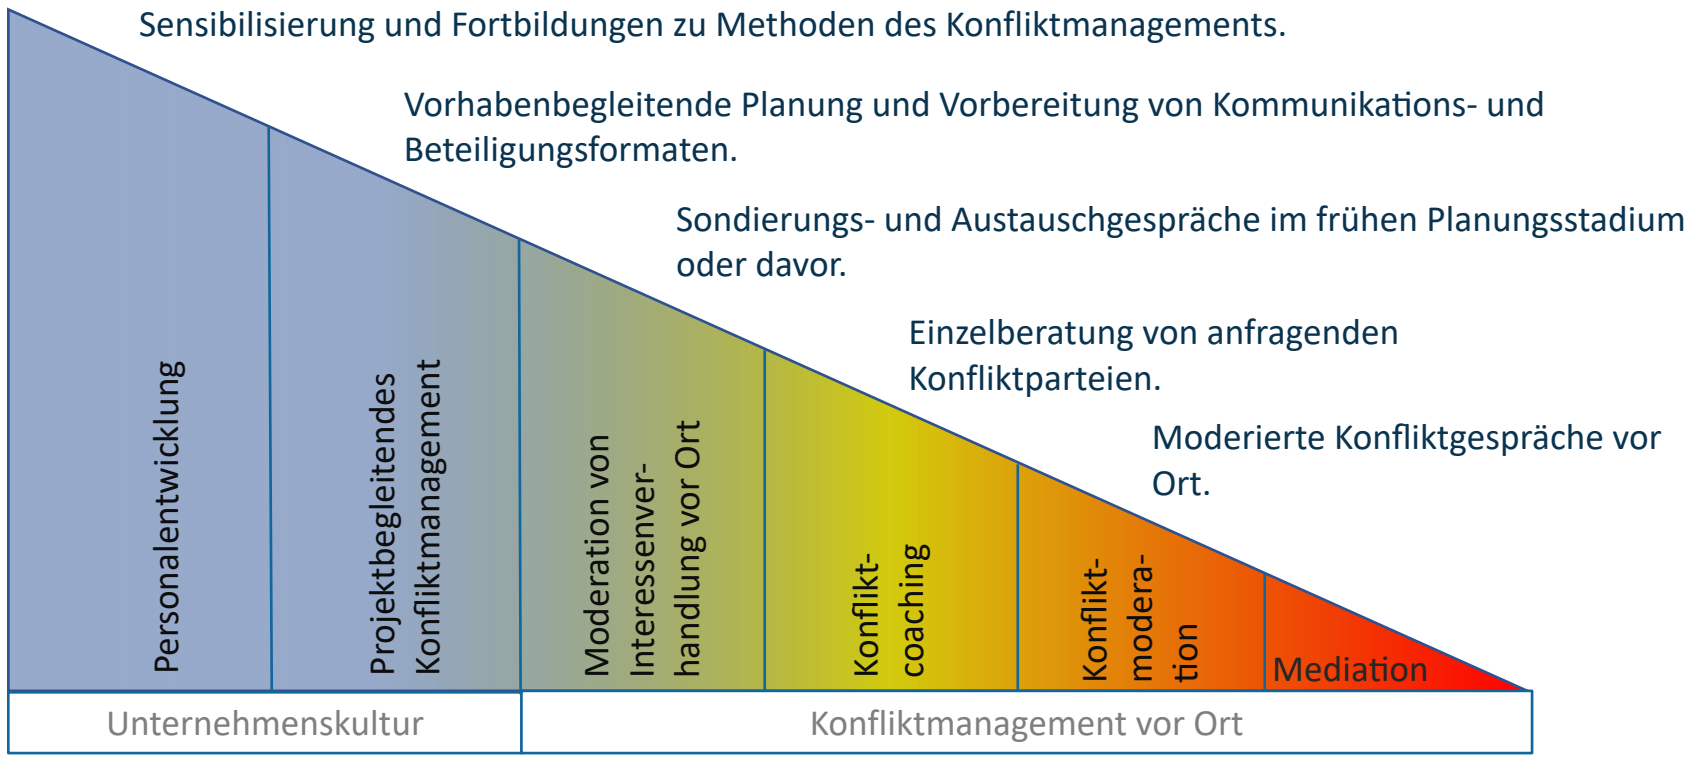 Sensibilisierung und Fortbildungen zu Methoden des Konfliktmanagements.
Vorhabenbegleitende Planung und Vorbereitung von Kommunikations- und
Beteiligungsformaten.
Sondierungs- und Austauschgespräche im frühen Planungsstadium
oder davor.
Einzelberatung von anfragenden
Konfliktparteien.
Moderierte Konfliktgespräche vor
Ort.
Personalentwicklung
Projektbegleitendes
Konfliktmanagement
Moderation von
Interessenver-
handlung vor Ort
Konflikt-
coaching
Konflikt-
modera-
tion
Mediation
Unternehmenskultur
Konfliktmanagement vor Ort